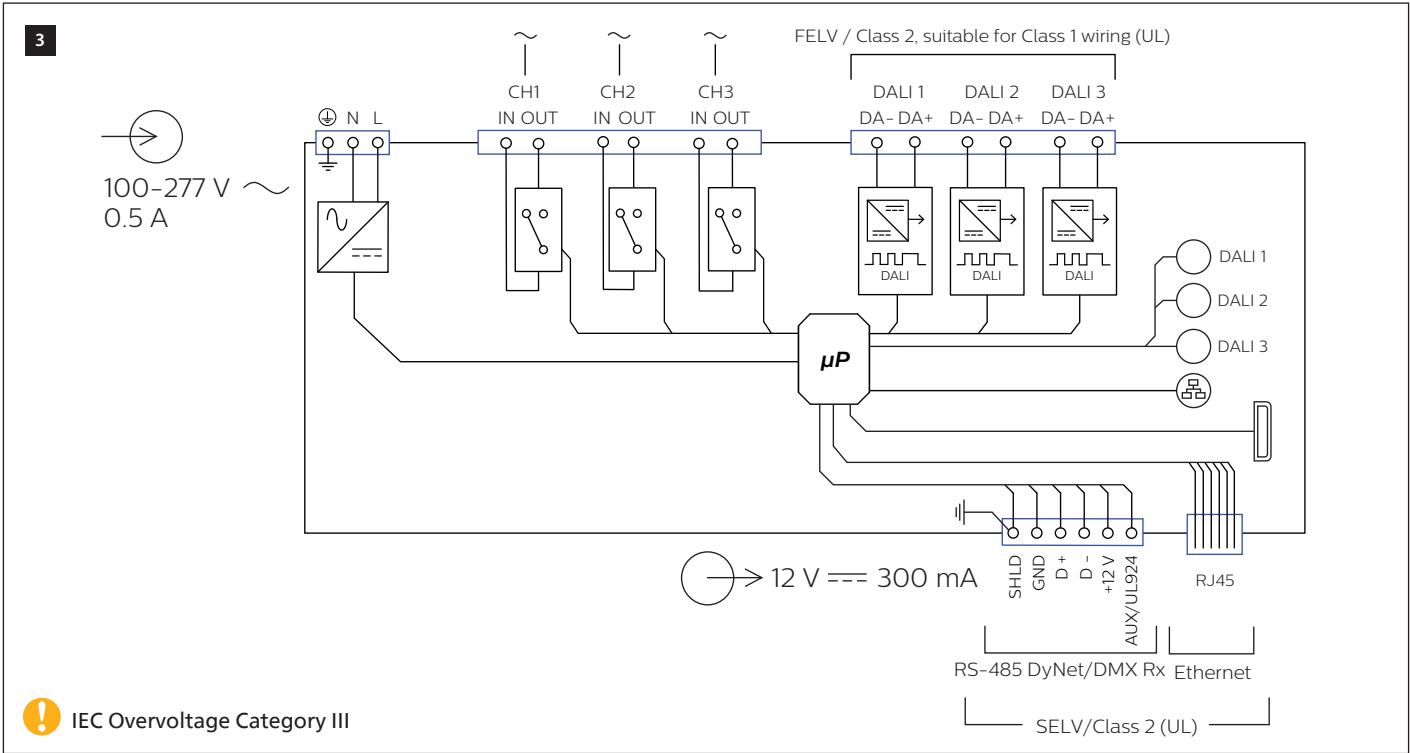 3
FELV / Class 2, suitable for Class 1 wiring (UL)
CH1 CH2 CH3 DALI 1 DALI 2 DALI 3
N L IN OUT IN OUT IN OUT DA- DA+ DA- DA+ DA- DA+
100-277 V
0.5 A
DALI DALI DALI
DALI 1
DALI 2
DALI 3
µP
12 V 300 mA
SHLD
GND
D +
D -
+12 V
AUX/UL924
RJ45
RS-485 DyNet/DMX Rx Ethernet
SELV/Class 2 (UL)
! IEC Overvoltage Category III